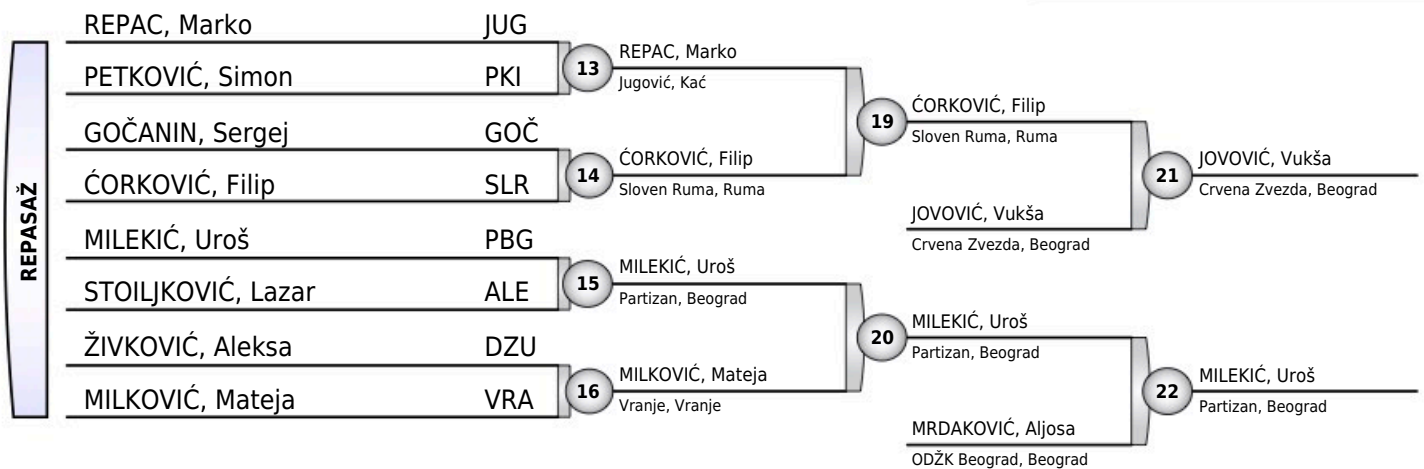 REPASAŽ
REPAC, Marko JUG
PETKOVIĆ, Simon PKI
GOČANIN, Sergej GOČ
ĆORKOVIĆ, Filip SLR
MILEKIĆ, Uroš PBG
STOILJKOVIĆ, Lazar ALE
ŽIVKOVIĆ, Aleksa DZU
MILKOVIĆ, Mateja VRA
13
REPAC, Marko
Jugović, Kać
14
ĆORKOVIĆ, Filip
Sloven Ruma, Ruma
15
MILEKIĆ, Uroš
Partizan, Beograd
16
MILKOVIĆ, Mateja
Vranje, Vranje
19
ĆORKOVIĆ, Filip
Sloven Ruma, Ruma
JOVOVIĆ, Vukša
Crvena Zvezda, Beograd
20
MILEKIĆ, Uroš
Partizan, Beograd
MRDAKOVIĆ, Aljosa
ODŽK Beograd, Beograd
21
JOVOVIĆ, Vukša
Crvena Zvezda, Beograd
22
MILEKIĆ, Uroš
Partizan, Beograd